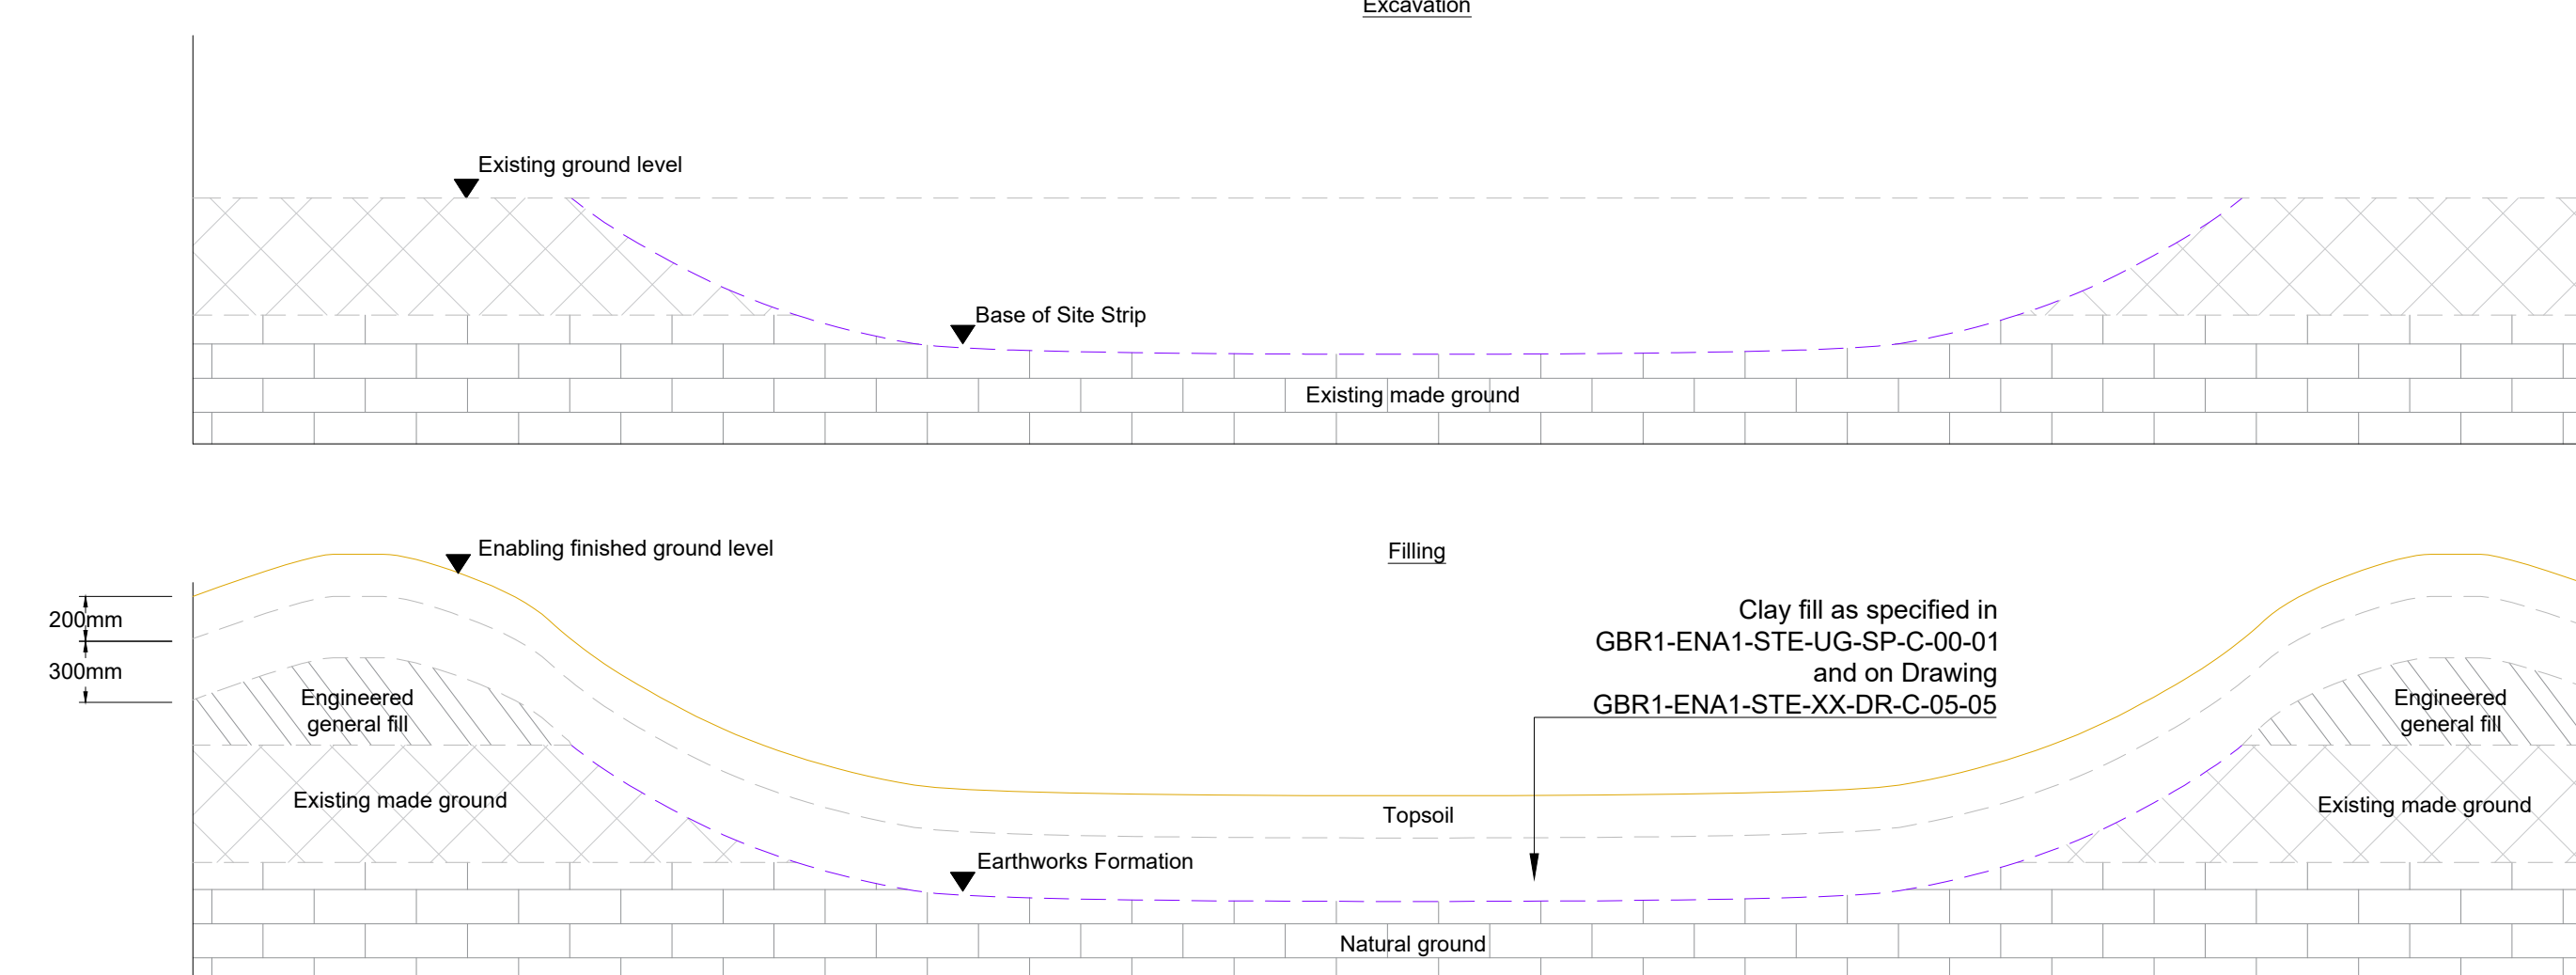 Excavation
Existing ground level
Base of Site Strip
Existing made ground
Enabling finished ground level
Filling
200mm
300mm
Clay fill as specified in
GBR1-ENA1-STE-UG-SP-C-00-01
and on Drawing
GBR1-ENA1-STE-XX-DR-C-05-05
Engineered
general fill
Engineered
general fill
Existing made ground
Existing made ground
Topsoil
Earthworks Formation
Natural ground